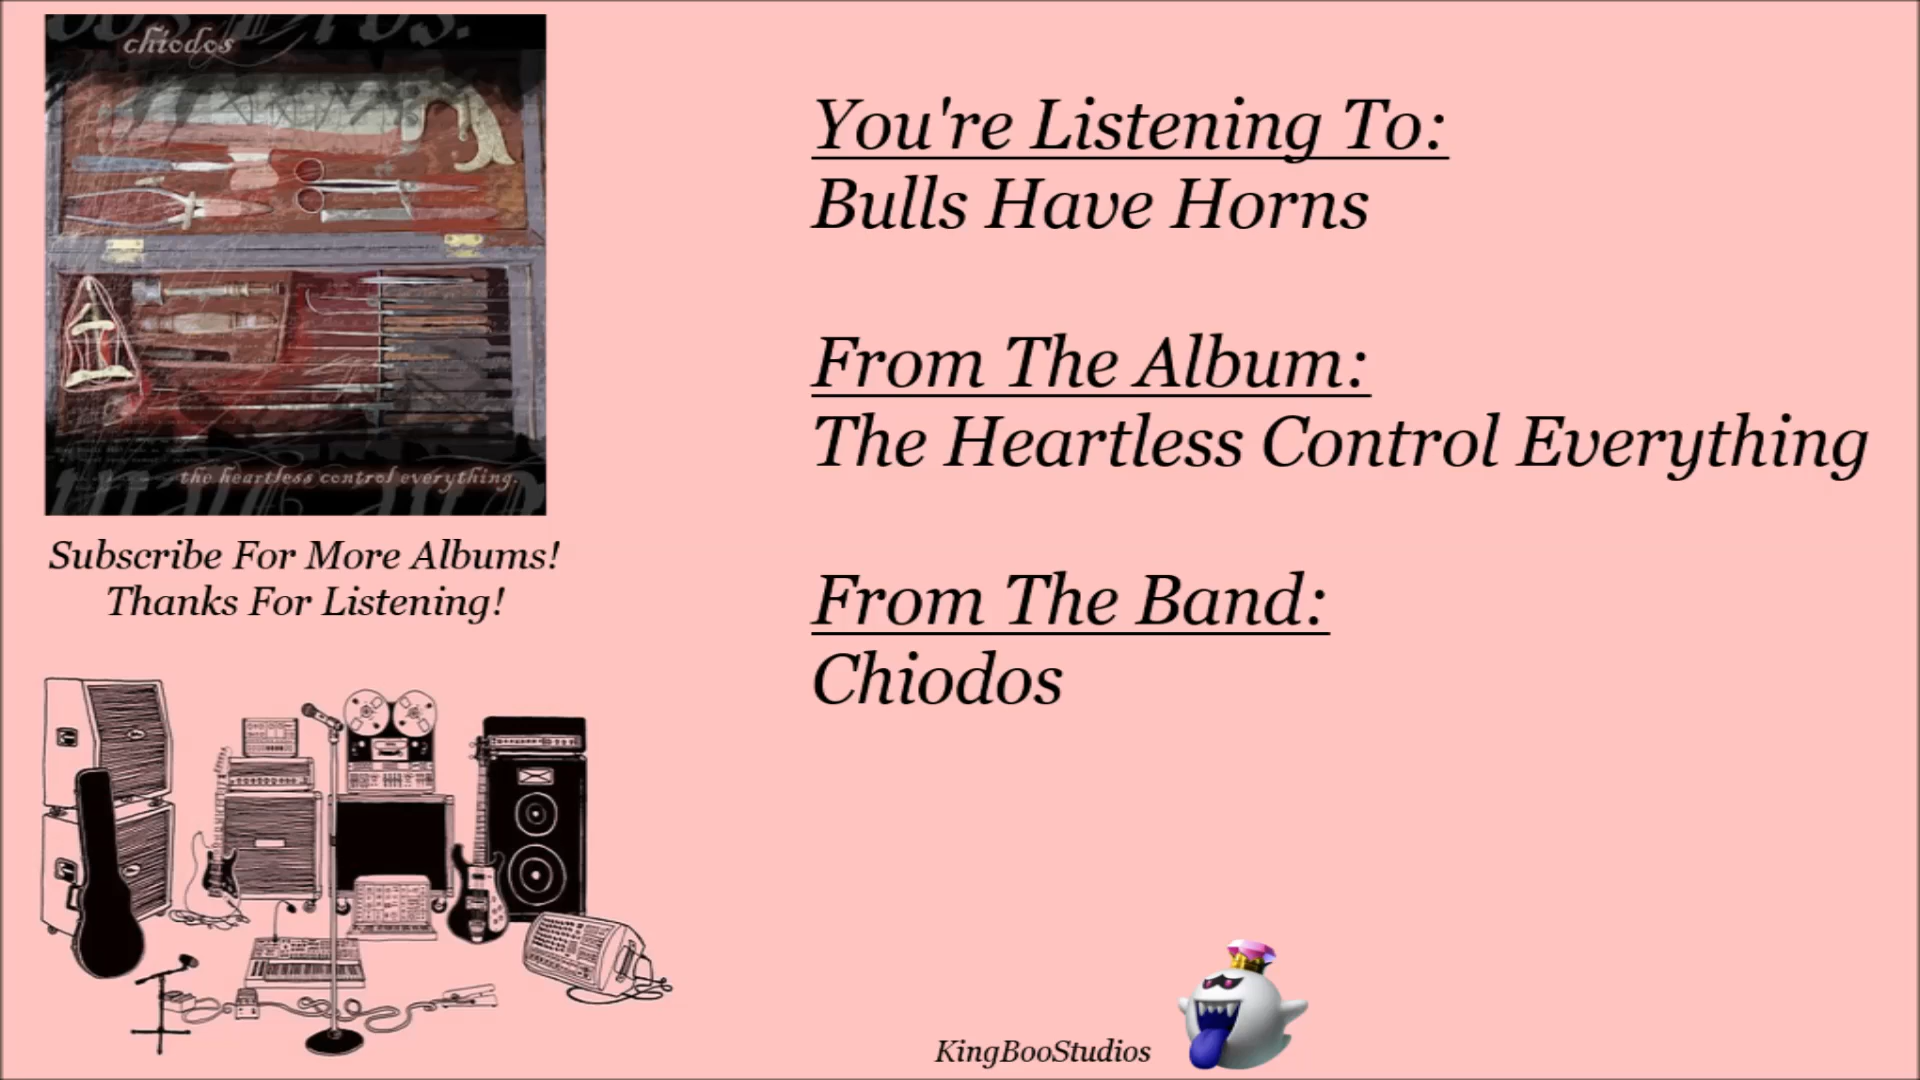 chiodos
the heartless control everything.
Subscribe For More Albums!
Thanks For Listening!
You're Listening To:
Bulls Have Horns
From The Album:
The Heartless Control Everything
From The Band:
Chiodos
KingBooStudios